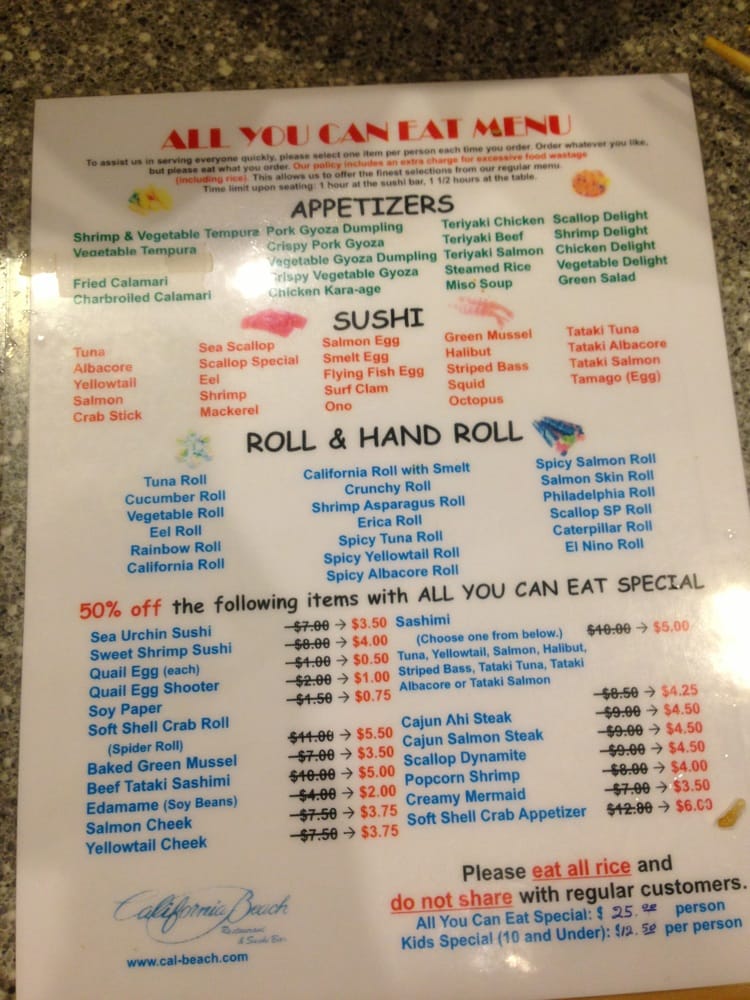 ALL YOU CAN EAT MENU
To assist us in serving everyone quickly, please select one item per person each time you order. Order whatever you like,
but please eat what you order. Our policy includes an extra charge for excessive food wastage
(including rice). This allows us to offer the finest selections from our regular menu.
Time limit upon seating: 1 hour at the sushi bar, 1 1/2 hours at the table.
APPETIZERS
Shrimp & Vegetable Tempura
Vegetable Tempura
Fried Calamari
Charbroiled Calamari
Pork Gyoza Dumpling
Crispy Pork Gyoza
Vegetable Gyoza Dumpling
Crispy Vegetable Gyoza
Chicken Kara-age
Teriyaki Chicken
Teriyaki Beef
Teriyaki Salmon
Steamed Rice
Miso Soup
Scallop Delight
Shrimp Delight
Chicken Delight
Vegetable Delight
Green Salad
SUSHI
Tuna
Albacore
Yellowtail
Salmon
Crab Stick
Sea Scallop
Scallop Special
Eel
Shrimp
Mackerel
Salmon Egg
Smelt Egg
Flying Fish Egg
Surf Clam
Ono
Green Mussel
Halibut
Striped Bass
Squid
Octopus
Tataki Tuna
Tataki Albacore
Tataki Salmon
Tamago (Egg)
ROLL & HAND ROLL
Tuna Roll
Cucumber Roll
Vegetable Roll
Eel Roll
Rainbow Roll
California Roll
California Roll with Smelt
Crunchy Roll
Shrimp Asparagus Roll
Erica Roll
Spicy Tuna Roll
Spicy Yellowtail Roll
Spicy Albacore Roll
Spicy Salmon Roll
Salmon Skin Roll
Philadelphia Roll
Scallop SP Roll
Caterpillar Roll
El Nino Roll
50% off the following items with ALL YOU CAN EAT SPECIAL
Sea Urchin Sushi $7.00 → $3.50
Sweet Shrimp Sushi $8.00 → $4.00
Quail Egg (each) $1.00 → $0.50
Quail Egg Shooter $2.00 → $1.00
Soy Paper $1.50 → $0.75
Soft Shell Crab Roll
(Spider Roll) $11.00 → $5.50
Baked Green Mussel $7.00 → $3.50
Beef Tataki Sashimi $10.00 → $5.00
Edamame (Soy Beans) $4.00 → $2.00
Salmon Cheek $7.50 → $3.75
Yellowtail Cheek $7.50 → $3.75
Sashimi $10.00 → $5.00
(Choose one from below.)
Tuna, Yellowtail, Salmon, Halibut,
Striped Bass, Tataki Tuna, Tataki
Albacore or Tataki Salmon
Cajun Ahi Steak $8.50 → $4.25
Cajun Salmon Steak $9.00 → $4.50
Scallop Dynamite $9.00 → $4.50
Popcorn Shrimp $9.00 → $4.50
Creamy Mermaid $8.00 → $4.00
Soft Shell Crab Appetizer $7.00 → $3.50
$12.00 → $6.00
Please eat all rice and
do not share with regular customers.
All You Can Eat Special: $ 25.00 person
Kids Special (10 and Under): $12.50 per person
California Beach
Restaurant
& Sushi Bar
www.cal-beach.com